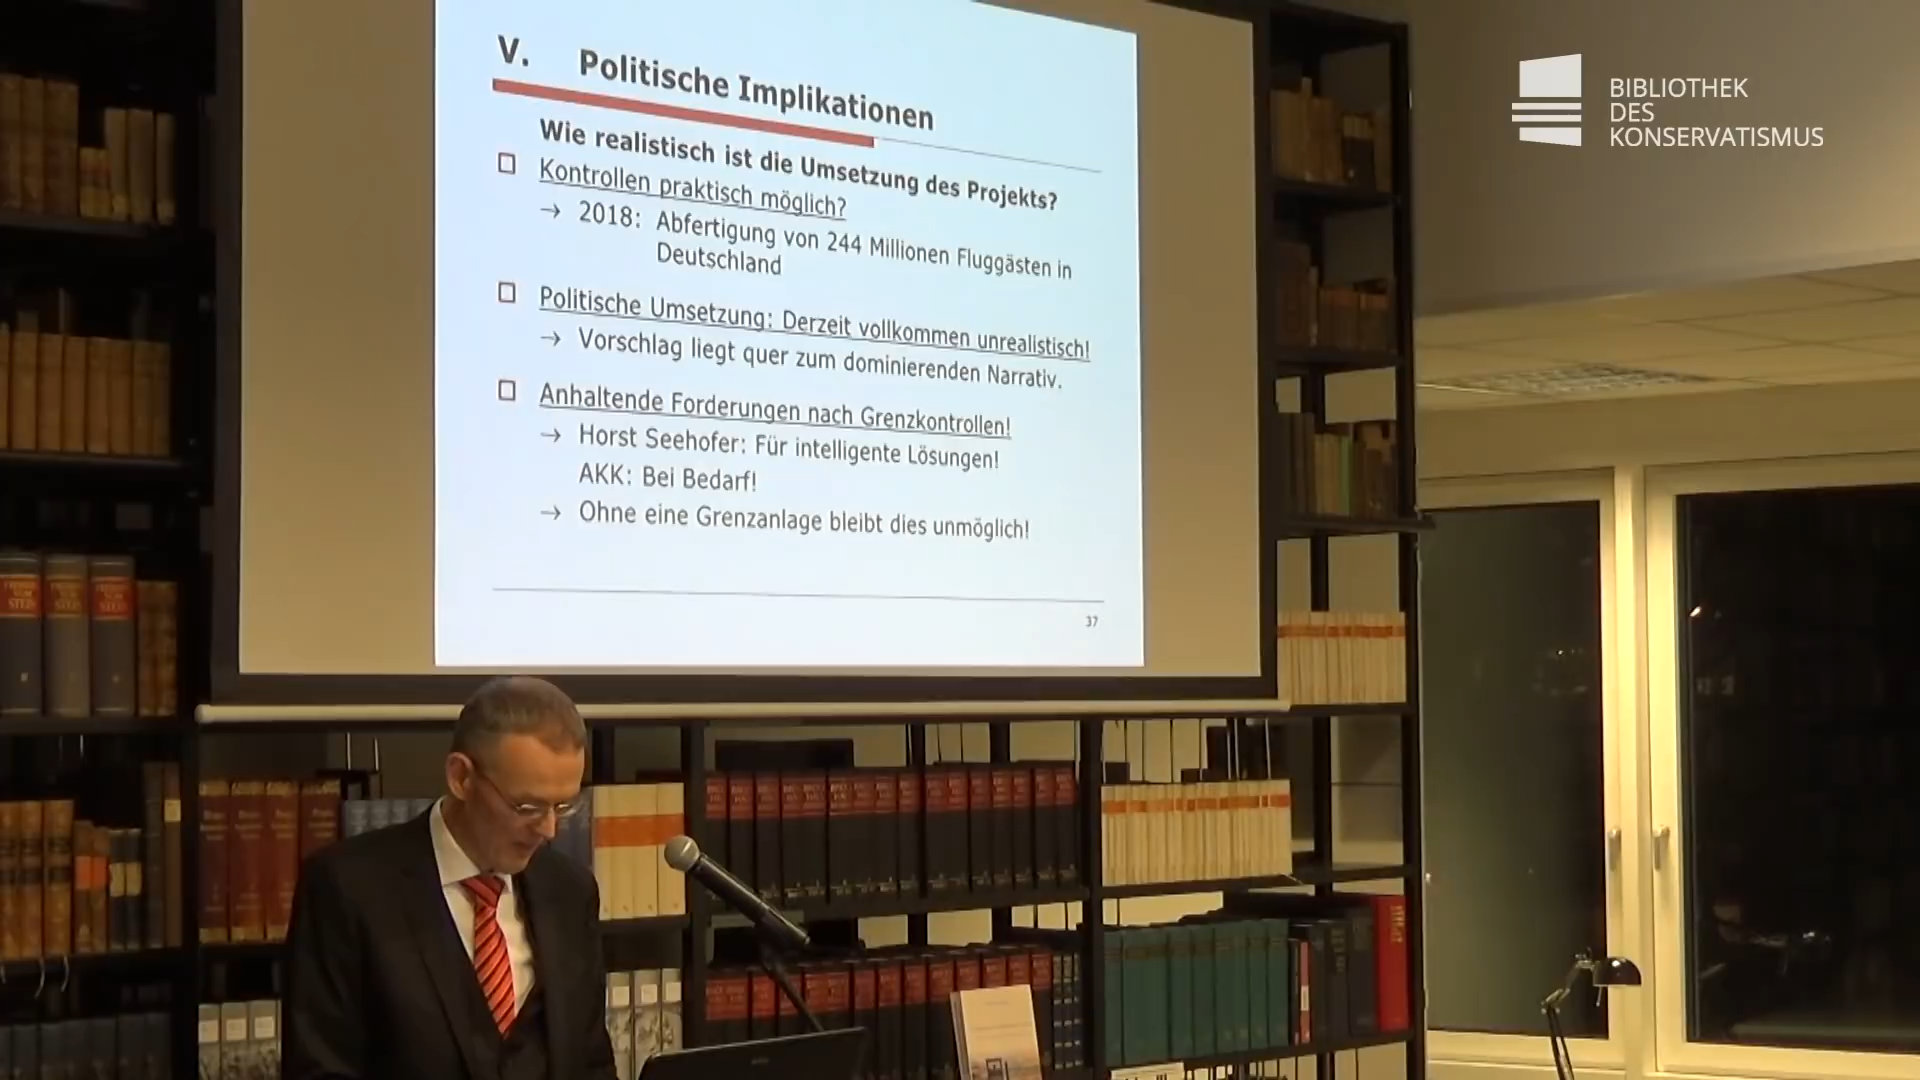 V. Politische Implikationen
Wie realistisch ist die Umsetzung des Projekts?
Kontrollen praktisch möglich?
→ 2018: Abfertigung von 244 Millionen Fluggästen in
Deutschland
Politische Umsetzung: Derzeit vollkommen unrealistisch!
→ Vorschlag liegt quer zum dominierenden Narrativ.
Anhaltende Forderungen nach Grenzkontrollen!
→ Horst Seehofer: Für intelligente Lösungen!
AKK: Bei Bedarf!
→ Ohne eine Grenzanlage bleibt dies unmöglich!
37
BIBLIOTHEK
DES
KONSERVATISMUS